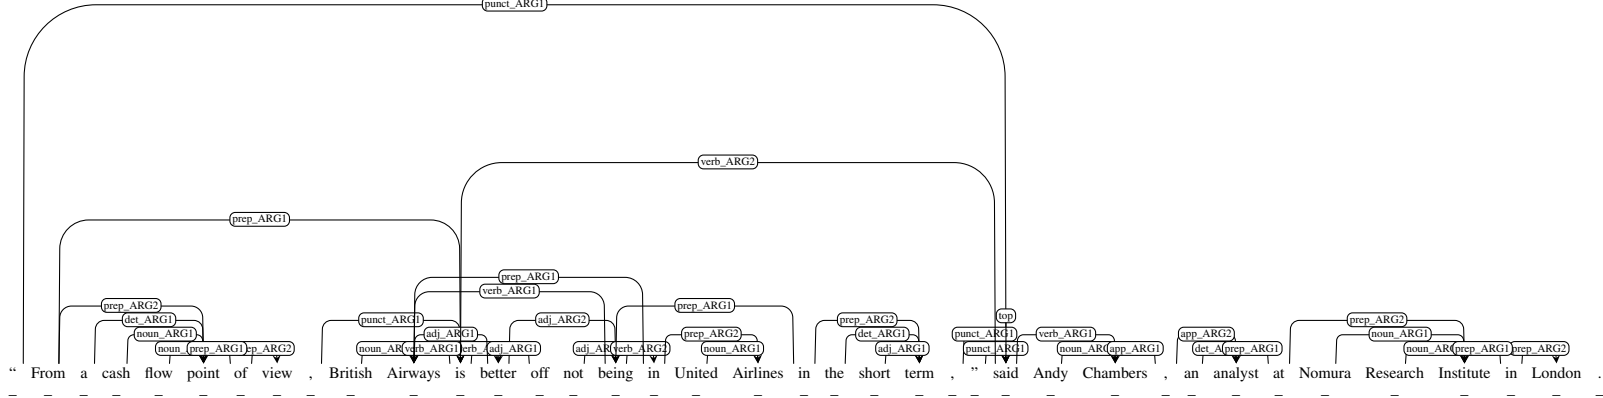 punct_ARG1
verb_ARG2
prep_ARG1
prep_ARG1
verb_ARG1
prep_ARG2 prep_ARG1
top
det_ARG1 punct_ARG1 adj_ARG2 prep_ARG2 prep_ARG2
noun_ARG1 adj_ARG1 prep_ARG2 det_ARG1 punct_ARG1 verb_ARG1 app_ARG2 noun_ARG1
prep_ARG1 adj_ARG1 verb_ARG2 noun_ARG1 adj_ARG1 punct_ARG1 app_ARG1 prep_ARG1 prep_ARG1 prep_ARG2
“ From a cash flow point of view , British Airways is better off not being in United Airlines in the short term , ” said Andy Chambers , an analyst at Nomura Research Institute in London .